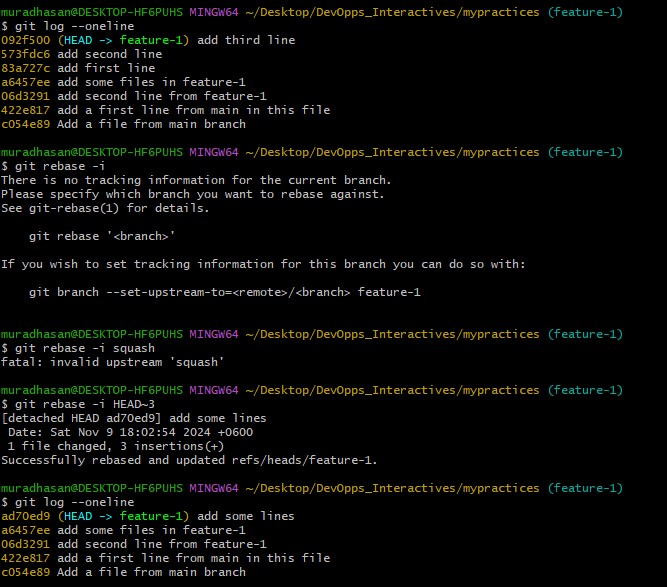 muradhasan@DESKTOP-HF6PUHS MINGW64 ~/Desktop/DevOpps_Interactives/mypractices (feature-1)
$ git log --oneline
092f500 (HEAD -> feature-1) add third line
573fdc6 add second line
83a727c add first line
a6457ee add some files in feature-1
06d3291 add second line from feature-1
422e817 add a first line from main in this file
c054e89 Add a file from main branch
muradhasan@DESKTOP-HF6PUHS MINGW64 ~/Desktop/DevOpps_Interactives/mypractices (feature-1)
$ git rebase -i
There is no tracking information for the current branch.
Please specify which branch you want to rebase against.
See git-rebase(1) for details.
git rebase '<branch>'
If you wish to set tracking information for this branch you can do so with:
git branch --set-upstream-to=<remote>/<branch> feature-1
muradhasan@DESKTOP-HF6PUHS MINGW64 ~/Desktop/DevOpps_Interactives/mypractices (feature-1)
$ git rebase -i squash
fatal: invalid upstream 'squash'
muradhasan@DESKTOP-HF6PUHS MINGW64 ~/Desktop/DevOpps_Interactives/mypractices (feature-1)
$ git rebase -i HEAD~3
[detached HEAD ad70ed9] add some lines
Date: Sat Nov 9 18:02:54 2024 +0600
1 file changed, 3 insertions(+)
Successfully rebased and updated refs/heads/feature-1.
muradhasan@DESKTOP-HF6PUHS MINGW64 ~/Desktop/DevOpps_Interactives/mypractices (feature-1)
$ git log --oneline
ad70ed9 (HEAD -> feature-1) add some lines
a6457ee add some files in feature-1
06d3291 add second line from feature-1
422e817 add a first line from main in this file
c054e89 Add a file from main branch